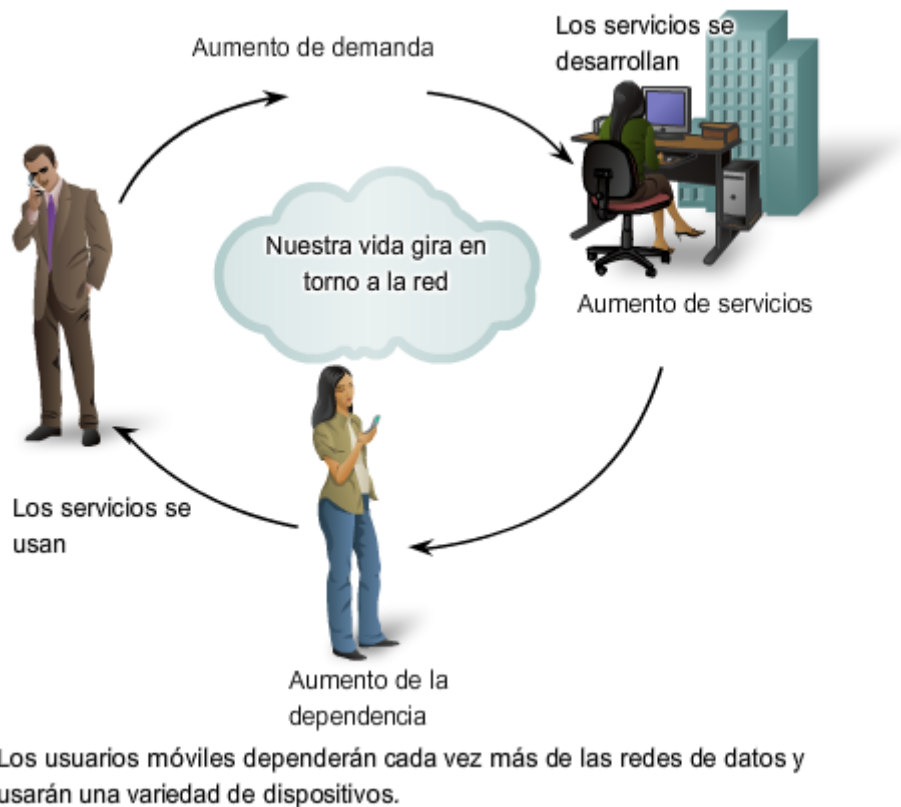 Aumento de demanda
Los servicios se
desarrollan
Nuestra vida gira en
torno a la red
Aumento de servicios
Los servicios se
usan
Aumento de la
dependencia
Los usuarios móviles dependerán cada vez más de las redes de datos y
usarán una variedad de dispositivos.